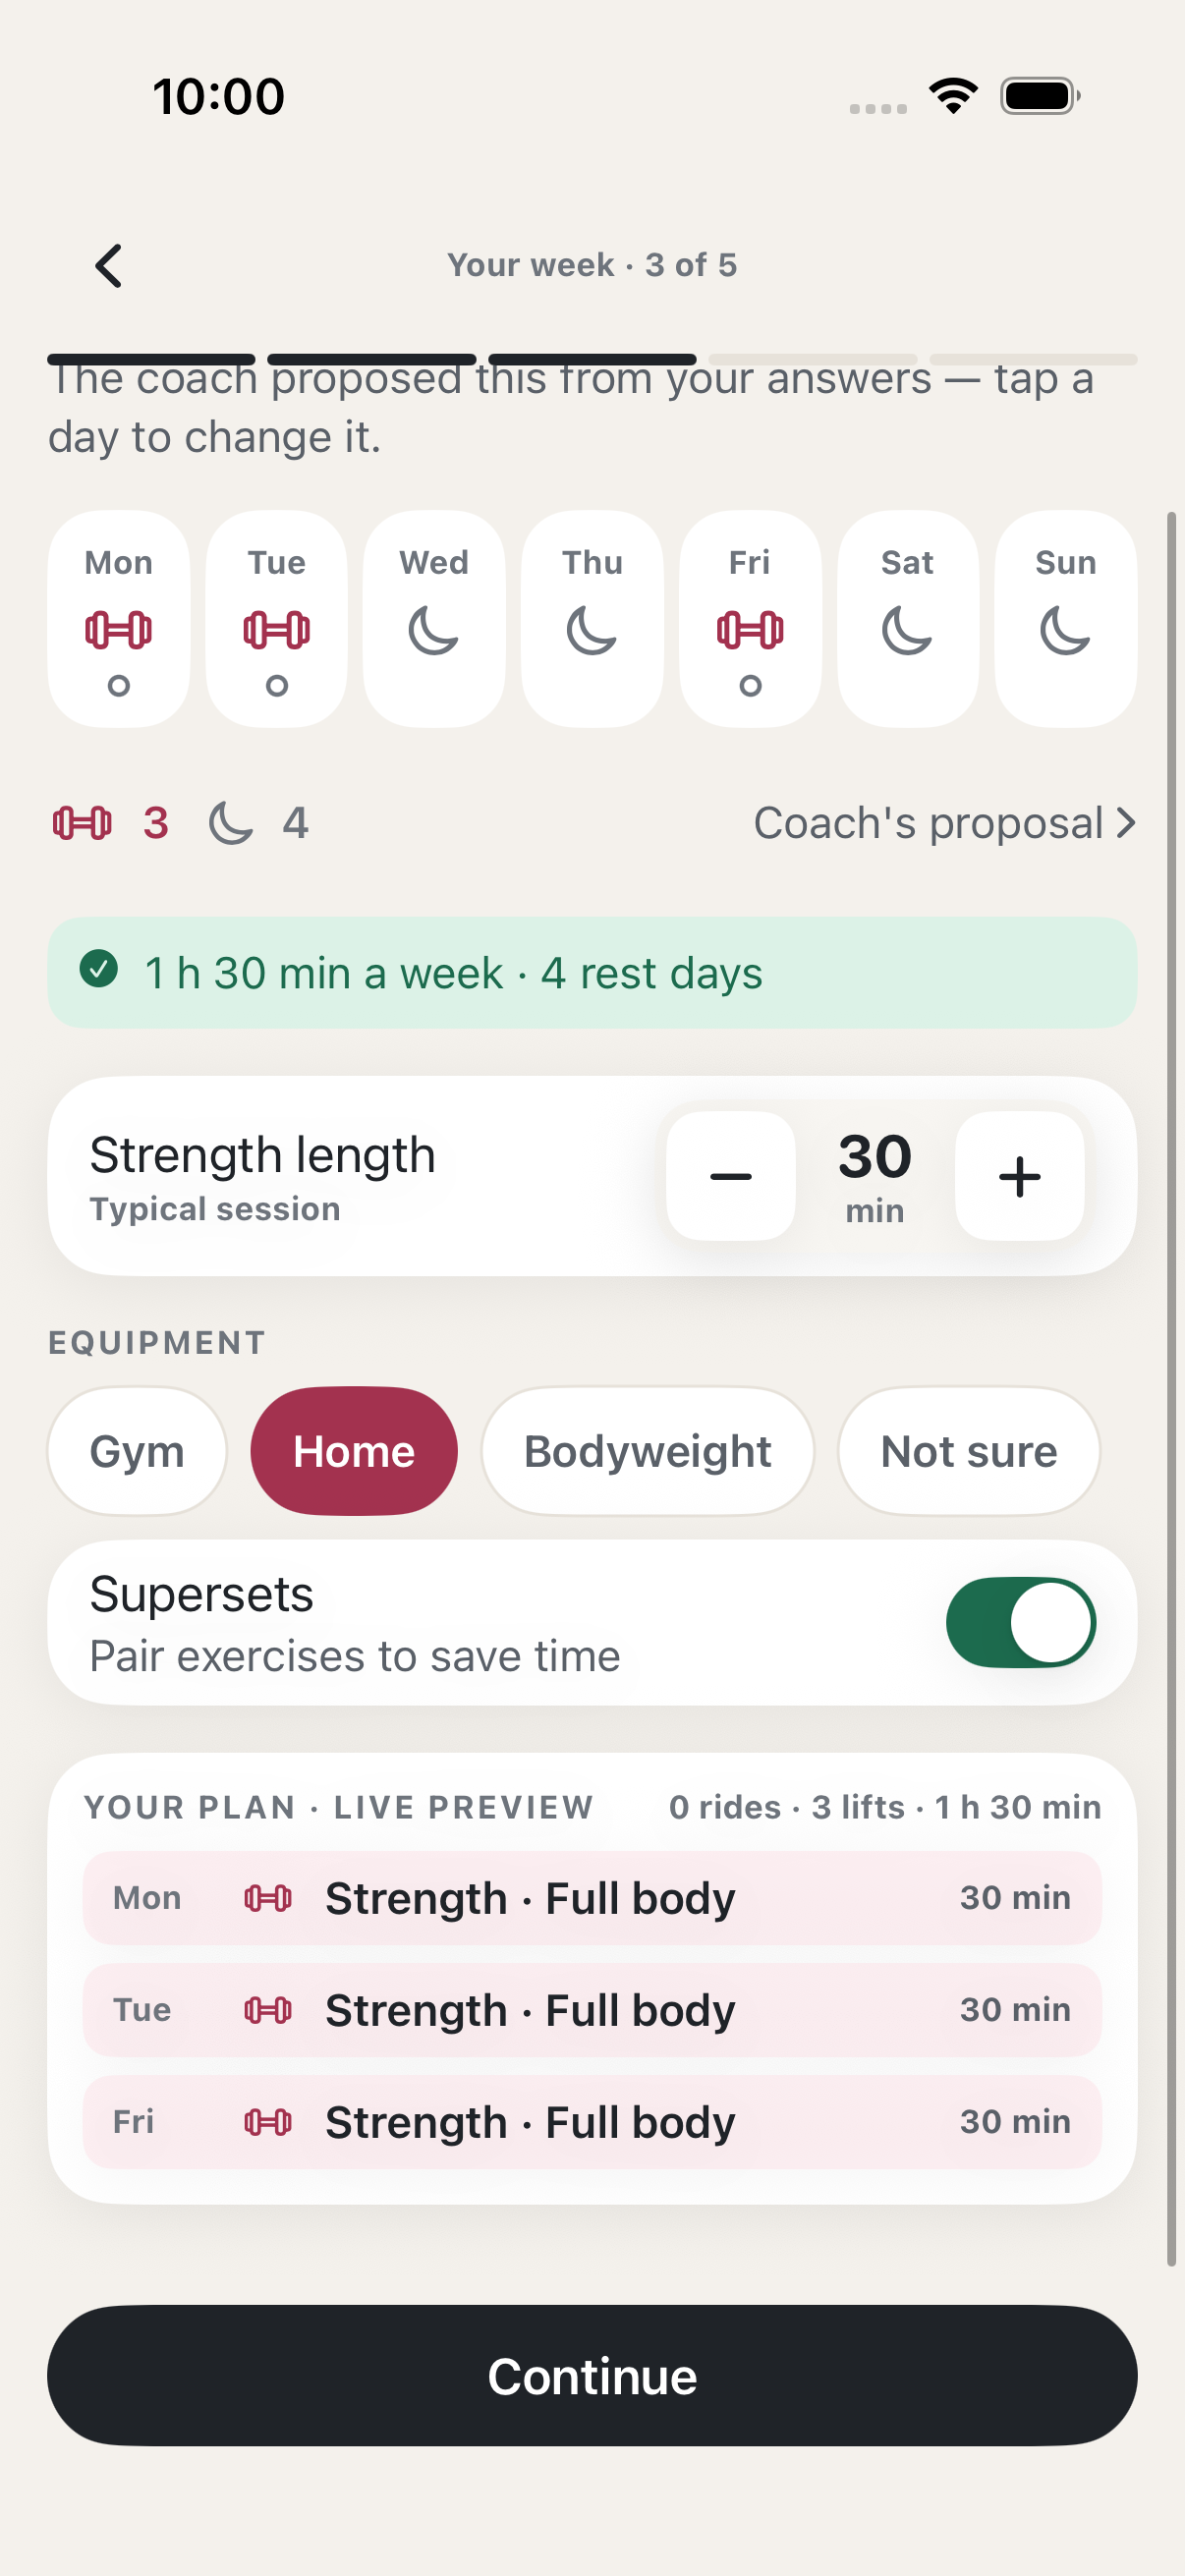 10:00
Your week · 3 of 5
The coach proposed this from your answers — tap a
day to change it.
Mon Tue Wed Thu Fri Sat Sun
3 4 Coach's proposal
1 h 30 min a week · 4 rest days
Strength length
Typical session
30
min
EQUIPMENT
Gym Home Bodyweight Not sure
Supersets
Pair exercises to save time
YOUR PLAN · LIVE PREVIEW 0 rides · 3 lifts · 1 h 30 min
Mon Strength · Full body 30 min
Tue Strength · Full body 30 min
Fri Strength · Full body 30 min
Continue